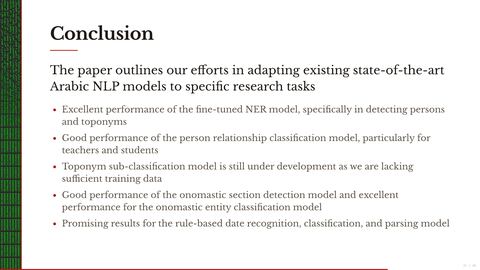 Conclusion
The paper outlines our efforts in adapting existing state-of-the-art
Arabic NLP models to specific research tasks
• Excellent performance of the fine-tuned NER model, specifically in detecting persons
and toponyms
• Good performance of the person relationship classification model, particularly for
teachers and students
• Toponym sub-classification model is still under development as we are lacking
sufficient training data
• Good performance of the onomastic section detection model and excellent
performance for the onomastic entity classification model
• Promising results for the rule-based date recognition, classification, and parsing model